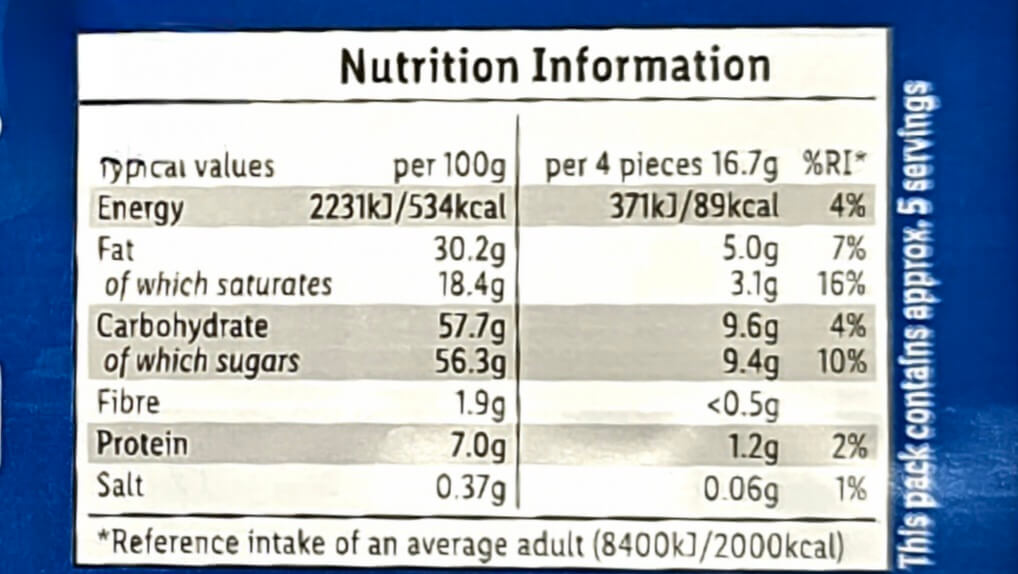 Nutrition Information
Typical values per 100g per 4 pieces 16.7g %RI*
Energy 2231kJ/534kcal 371kJ/89kcal 4%
Fat 30.2g 5.0g 7%
of which saturates 18.4g 3.1g 16%
Carbohydrate 57.7g 9.6g 4%
of which sugars 56.3g 9.4g 10%
Fibre 1.9g <0.5g
Protein 7.0g 1.2g 2%
Salt 0.37g 0.06g 1%
*Reference intake of an average adult (8400kJ/2000kcal)
This pack contains approx. 5 servings